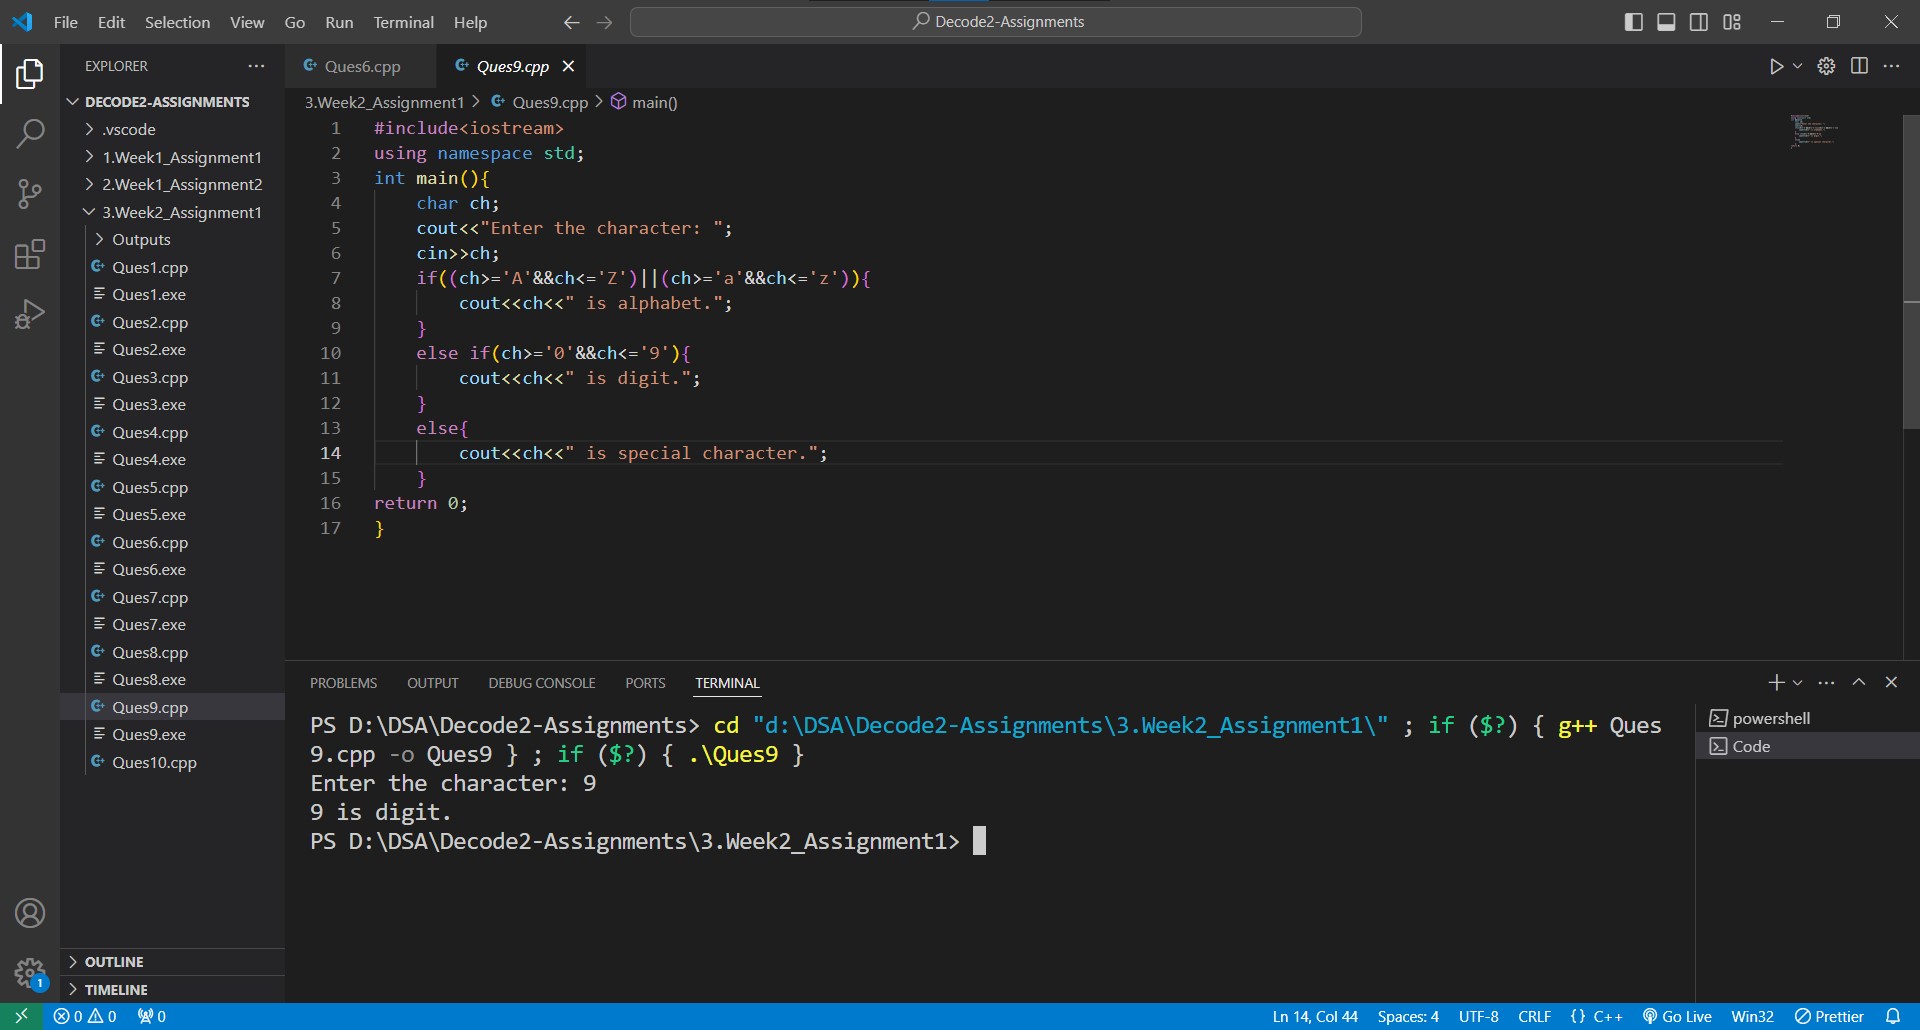 File Edit Selection View Go Run Terminal Help
Decode2-Assignments
EXPLORER
DECODE2-ASSIGNMENTS
.vscode
1.Week1_Assignment1
2.Week1_Assignment2
3.Week2_Assignment1
Outputs
Ques1.cpp
Ques1.exe
Ques2.cpp
Ques2.exe
Ques3.cpp
Ques3.exe
Ques4.cpp
Ques4.exe
Ques5.cpp
Ques5.exe
Ques6.cpp
Ques6.exe
Ques7.cpp
Ques7.exe
Ques8.cpp
Ques8.exe
Ques9.cpp
Ques9.exe
Ques10.cpp
OUTLINE
TIMELINE
Ques6.cpp Ques9.cpp
3.Week2_Assignment1 > Ques9.cpp > main()
1 #include<iostream>
2 using namespace std;
3 int main(){
4 char ch;
5 cout<<"Enter the character: ";
6 cin>>ch;
7 if((ch>='A'&&ch<='Z')||(ch>='a'&&ch<='z')){
8 cout<<ch<<" is alphabet.";
9 }
10 else if(ch>='0'&&ch<='9'){
11 cout<<ch<<" is digit.";
12 }
13 else{
14 cout<<ch<<" is special character.";
15 }
16 return 0;
17 }
PROBLEMS OUTPUT DEBUG CONSOLE PORTS TERMINAL
PS D:\DSA\Decode2-Assignments> cd "d:\DSA\Decode2-Assignments\3.Week2_Assignment1\" ; if ($?) { g++ Ques
9.cpp -o Ques9 } ; if ($?) { .\Ques9 }
Enter the character: 9
9 is digit.
PS D:\DSA\Decode2-Assignments\3.Week2_Assignment1>
powershell
Code
1
0 0 0
Ln 14, Col 44 Spaces: 4 UTF-8 CRLF {} C++ Go Live Win32 Prettier